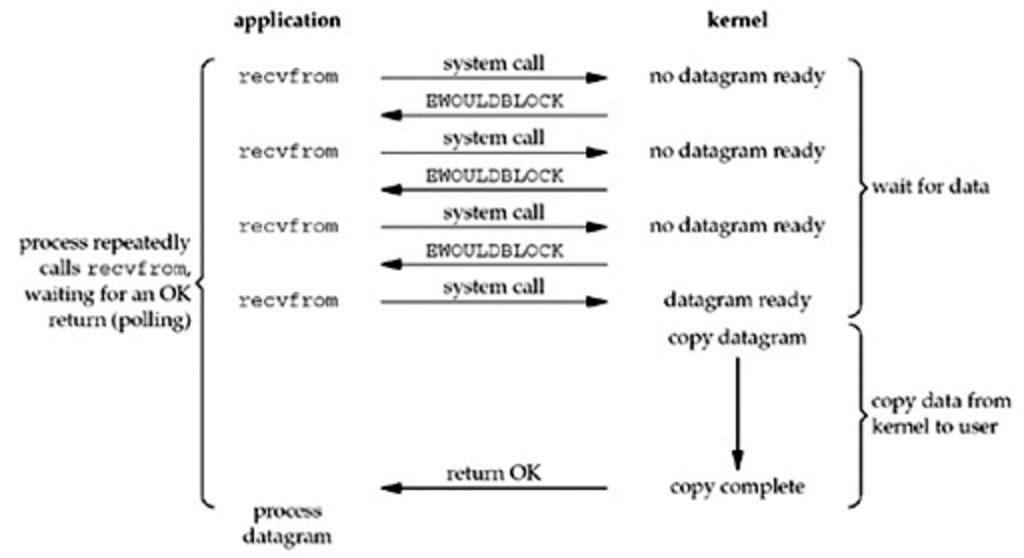 application
kernel
recvfrom
system call
no datagram ready
EWOULDBLOCK
recvfrom
system call
no datagram ready
EWOULDBLOCK
recvfrom
system call
no datagram ready
EWOULDBLOCK
recvfrom
system call
datagram ready
process repeatedly
calls recvfrom,
waiting for an OK
return (polling)
wait for data
copy datagram
copy data from
kernel to user
return OK
copy complete
process
datagram